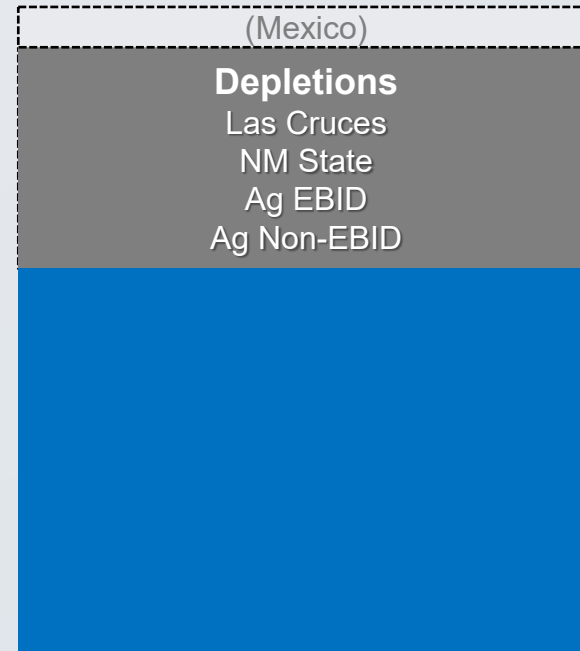 (Mexico)
Depletions
Las Cruces
NM State
Ag EBID
Ag Non-EBID